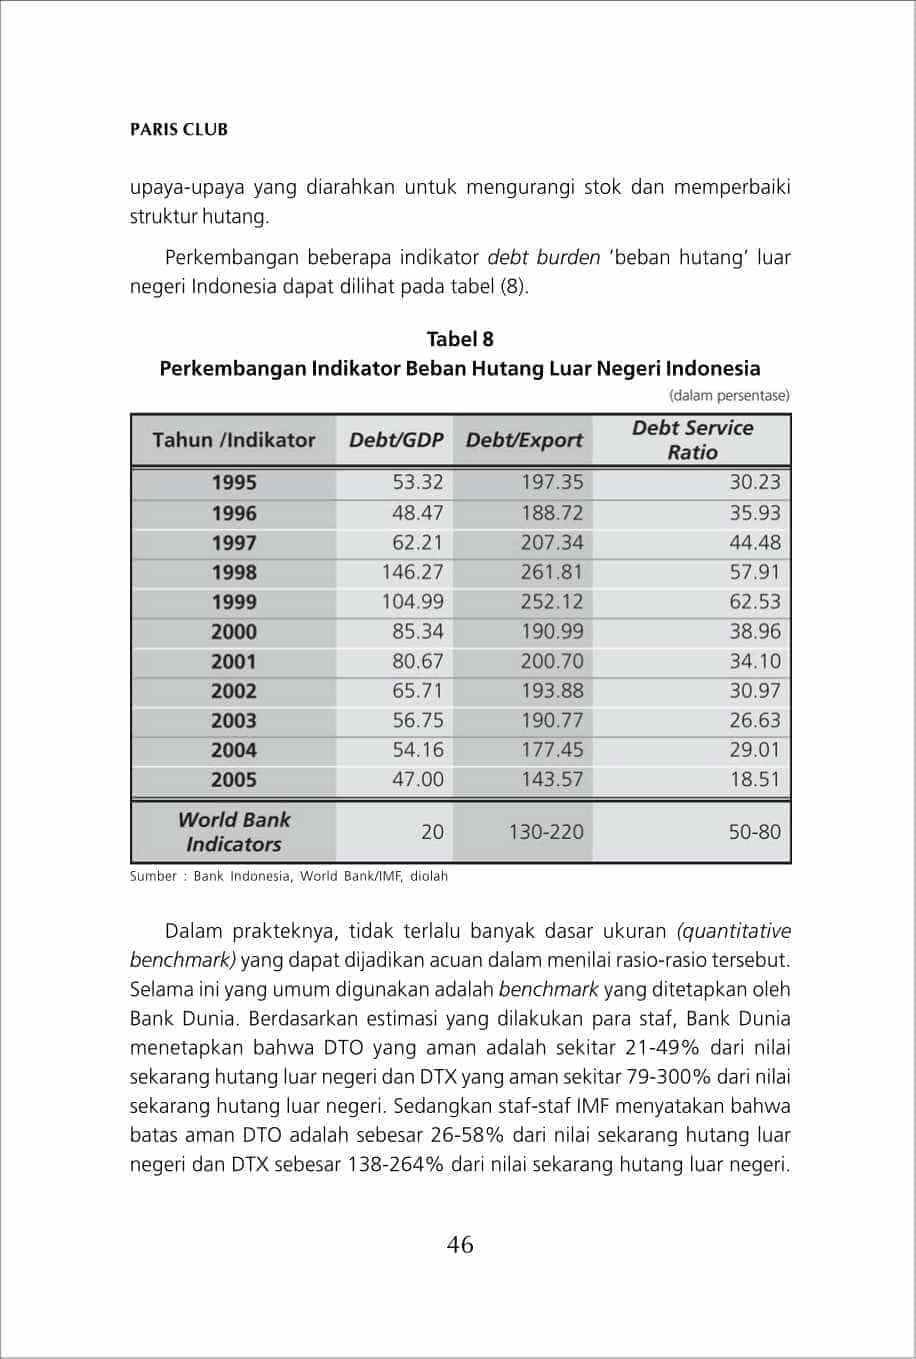 PARIS CLUB
upaya-upaya yang diarahkan untuk mengurangi stok dan memperbaiki
struktur hutang.
Perkembangan beberapa indikator debt burden ‘beban hutang’ luar
negeri Indonesia dapat dilihat pada tabel (8).
Tabel 8
Perkembangan Indikator Beban Hutang Luar Negeri Indonesia
(dalam persentase)
Tahun /Indikator Debt/GDP Debt/Export Debt Service Ratio
1995 53.32 197.35 30.23
1996 48.47 188.72 35.93
1997 62.21 207.34 44.48
1998 146.27 261.81 57.91
1999 104.99 252.12 62.53
2000 85.34 190.99 38.96
2001 80.67 200.70 34.10
2002 65.71 193.88 30.97
2003 56.75 190.77 26.63
2004 54.16 177.45 29.01
2005 47.00 143.57 18.51
World Bank Indicators 20 130-220 50-80
Sumber : Bank Indonesia, World Bank/IMF, diolah
Dalam prakteknya, tidak terlalu banyak dasar ukuran (quantitative
benchmark) yang dapat dijadikan acuan dalam menilai rasio-rasio tersebut.
Selama ini yang umum digunakan adalah benchmark yang ditetapkan oleh
Bank Dunia. Berdasarkan estimasi yang dilakukan para staf, Bank Dunia
menetapkan bahwa DTO yang aman adalah sekitar 21-49% dari nilai
sekarang hutang luar negeri dan DTX yang aman sekitar 79-300% dari nilai
sekarang hutang luar negeri. Sedangkan staf-staf IMF menyatakan bahwa
batas aman DTO adalah sebesar 26-58% dari nilai sekarang hutang luar
negeri dan DTX sebesar 138-264% dari nilai sekarang hutang luar negeri.
46